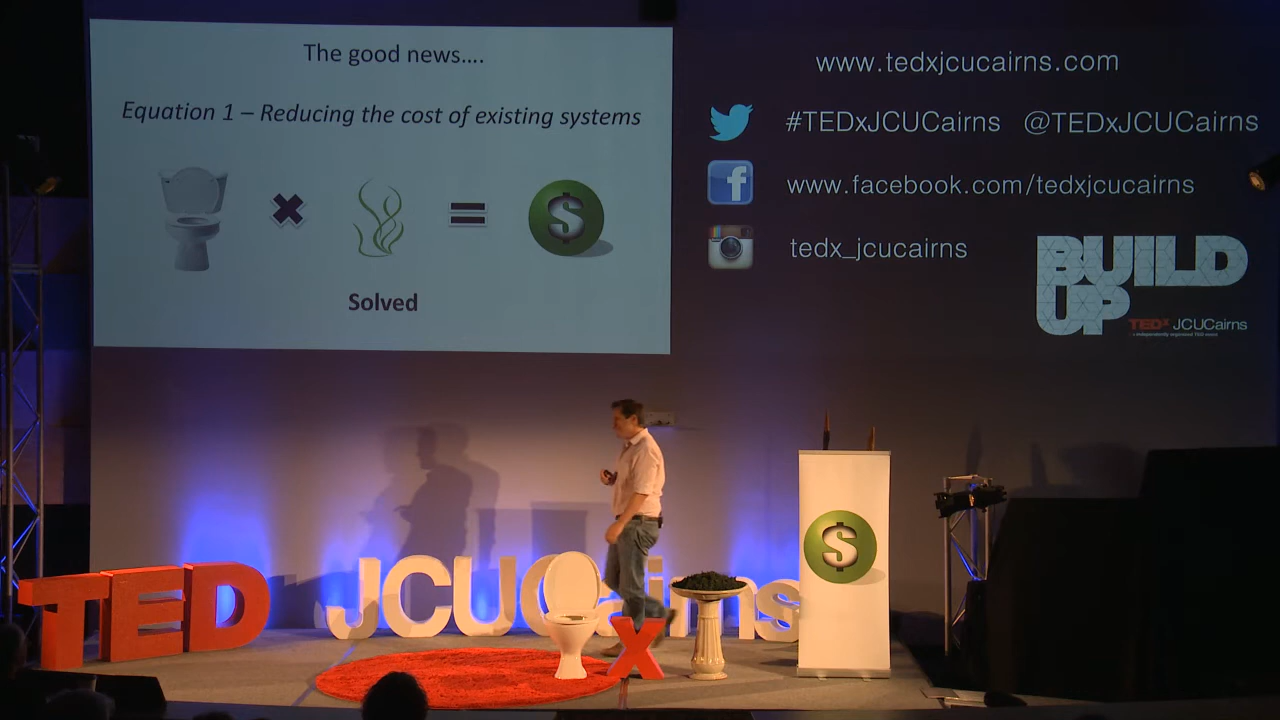 The good news....
Equation 1 – Reducing the cost of existing systems
Solved
www.tedxjcucairns.com
#TEDxJCUCairns @TEDxJCUCairns
www.facebook.com/tedxjcucairns
tedx_jcucairns
BUILD
UP
TEDx JCUCairns
TED JCUCairns
x